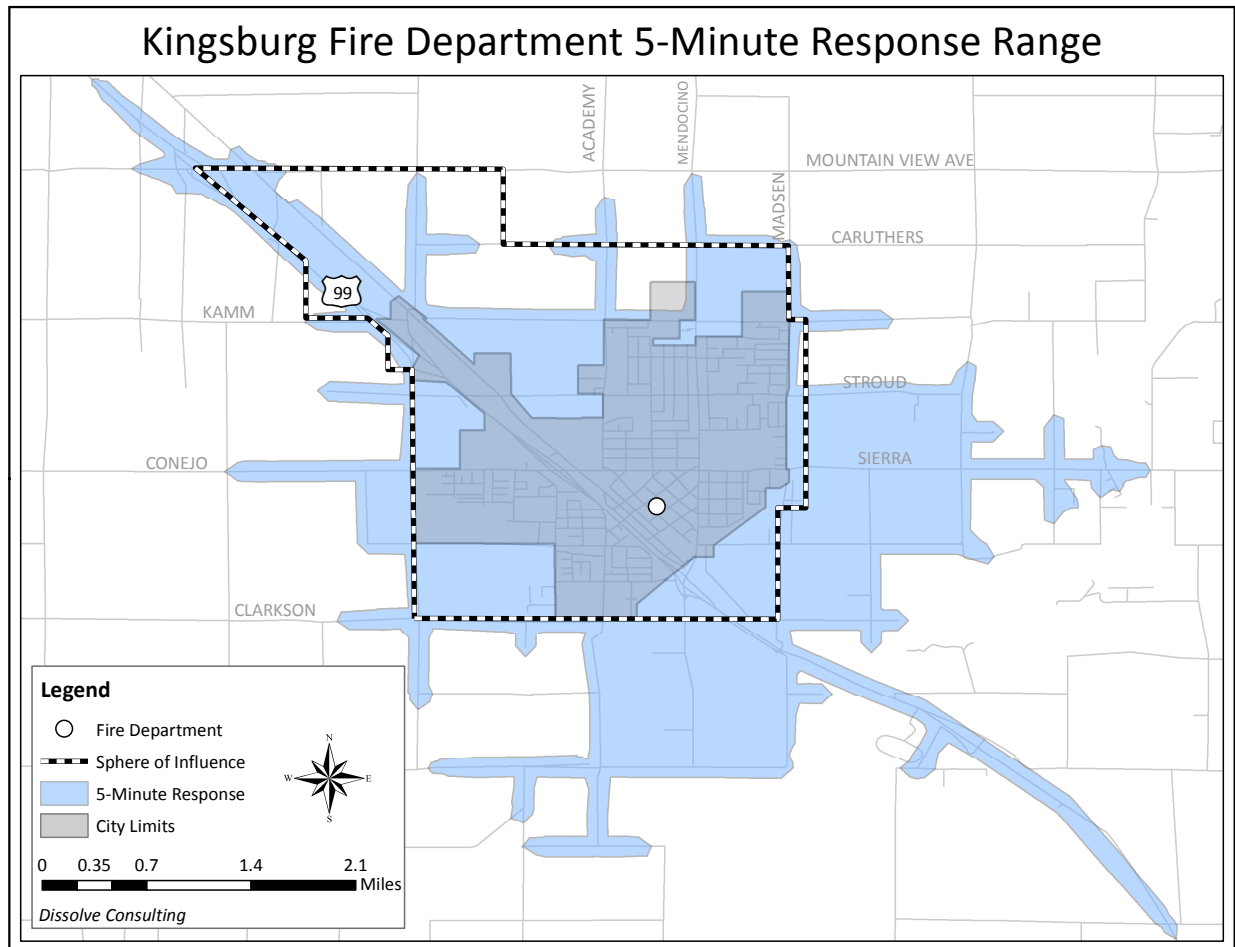 Kingsburg Fire Department 5-Minute Response Range
ACADEMY
MENDOCINO
MOUNTAIN VIEW AVE
MADSEN
CARUTHERS
99
KAMM
STROUD
CONEJO
SIERRA
CLARKSON
Legend
Fire Department
Sphere of Influence
5-Minute Response
City Limits
N
W E
S
0 0.35 0.7 1.4 2.1
Miles
Dissolve Consulting